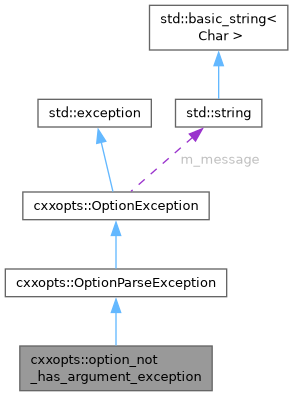 std::basic_string<
Char >
std::exception
std::string
m_message
cxxopts::OptionException
cxxopts::OptionParseException
cxxopts::option_not
_has_argument_exception